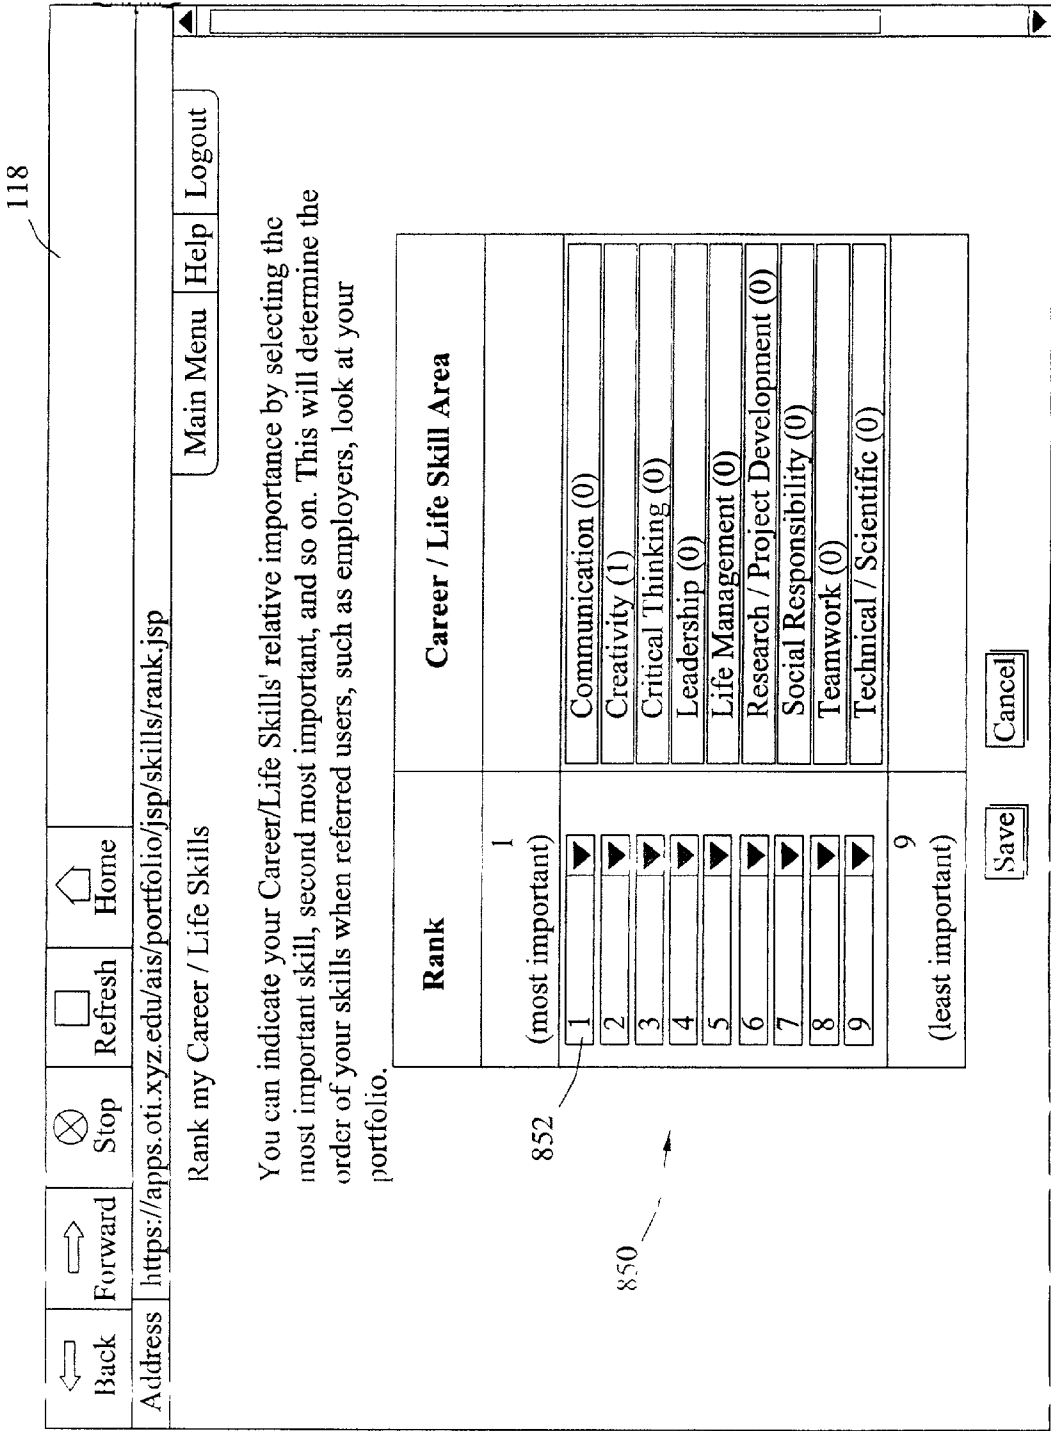 118
Back Forward Stop Refresh Home
Address https://apps.oti.xyz.edu/ais/portfolio/jsp/skills/rank.jsp
Main Menu Help Logout
Rank my Career / Life Skills
You can indicate your Career/Life Skills' relative importance by selecting the
most important skill, second most important, and so on. This will determine the
order of your skills when referred users, such as employers, look at your
portfolio.
Rank Career / Life Skill Area
1
(most important)
852
1 Communication (0)
2 Creativity (1)
3 Critical Thinking (0)
4 Leadership (0)
5 Life Management (0)
6 Research / Project Development (0)
7 Social Responsibility (0)
8 Teamwork (0)
9 Technical / Scientific (0)
850
9
(least important)
Save Cancel